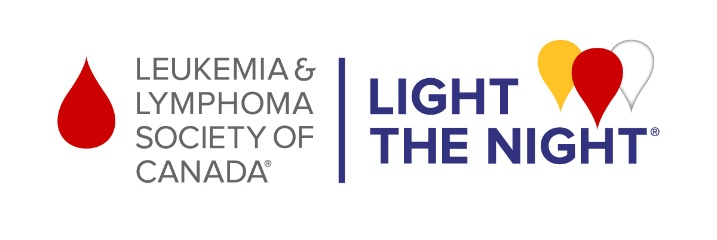 LEUKEMIA &
LYMPHOMA
SOCIETY OF
CANADA®
LIGHT
THE NIGHT®